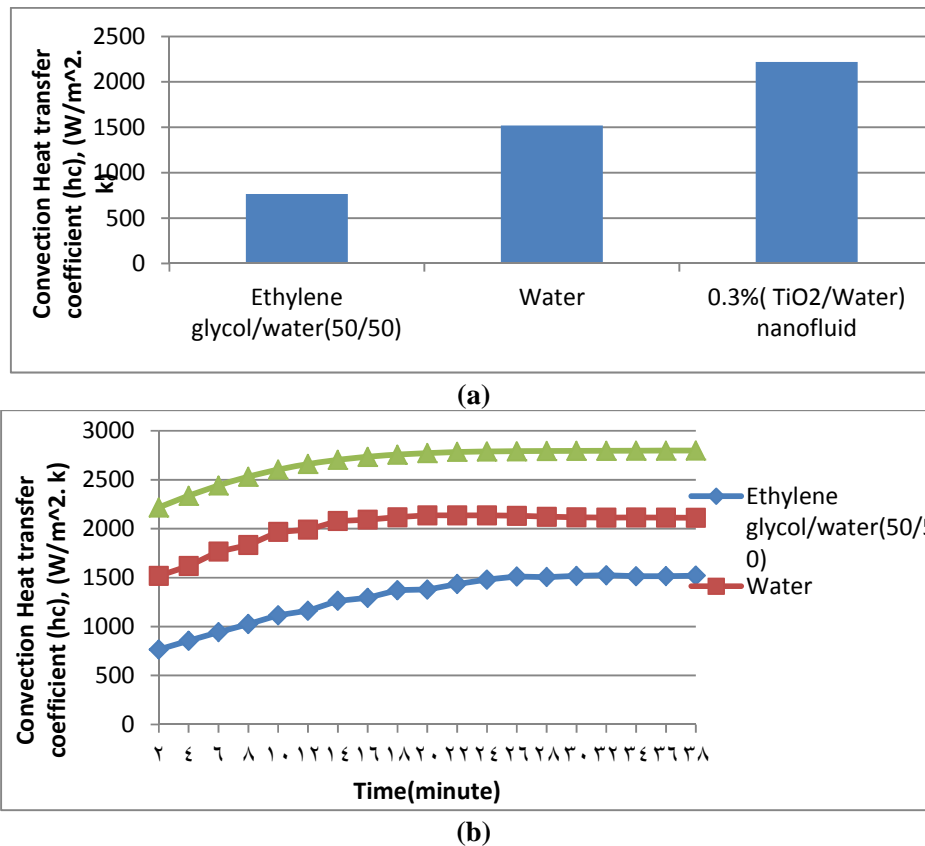 Convection Heat transfer
coefficient (hc), (W/m^2.
k)
2500
2000
1500
1000
500
0
Ethylene
glycol/water(50/50)
Water
0.3%( TiO2/Water)
nanofluid
(a)
Convection Heat transfer
coefficient (hc), (W/m^2. k)
3000
2500
2000
1500
1000
500
0
٢ ٤ ٦ ٨ ١٠ ١٢ ١٤ ١٦ ١٨ ٢٠ ٢٢ ٢٤ ٢٦ ٢٨ ٣٠ ٣٢ ٣٤ ٣٦ ٣٨
Time(minute)
Ethylene
glycol/water(50/5
0)
Water
(b)